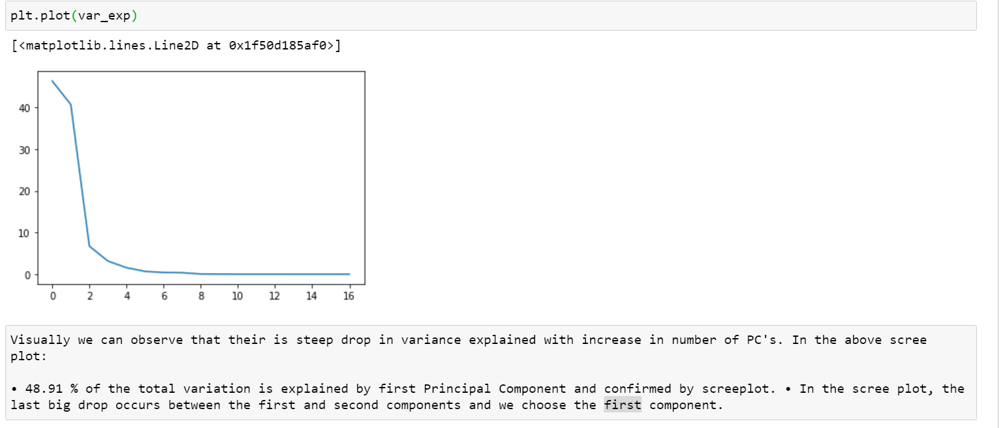 plt.plot(var_exp)
[<matplotlib.lines.Line2D at 0x1f50d185af0>]
40
30
20
10
0
0 2 4 6 8 10 12 14 16
Visually we can observe that their is steep drop in variance explained with increase in number of PC's. In the above scree
plot:
• 48.91 % of the total variation is explained by first Principal Component and confirmed by screeplot. • In the scree plot, the
last big drop occurs between the first and second components and we choose the first component.